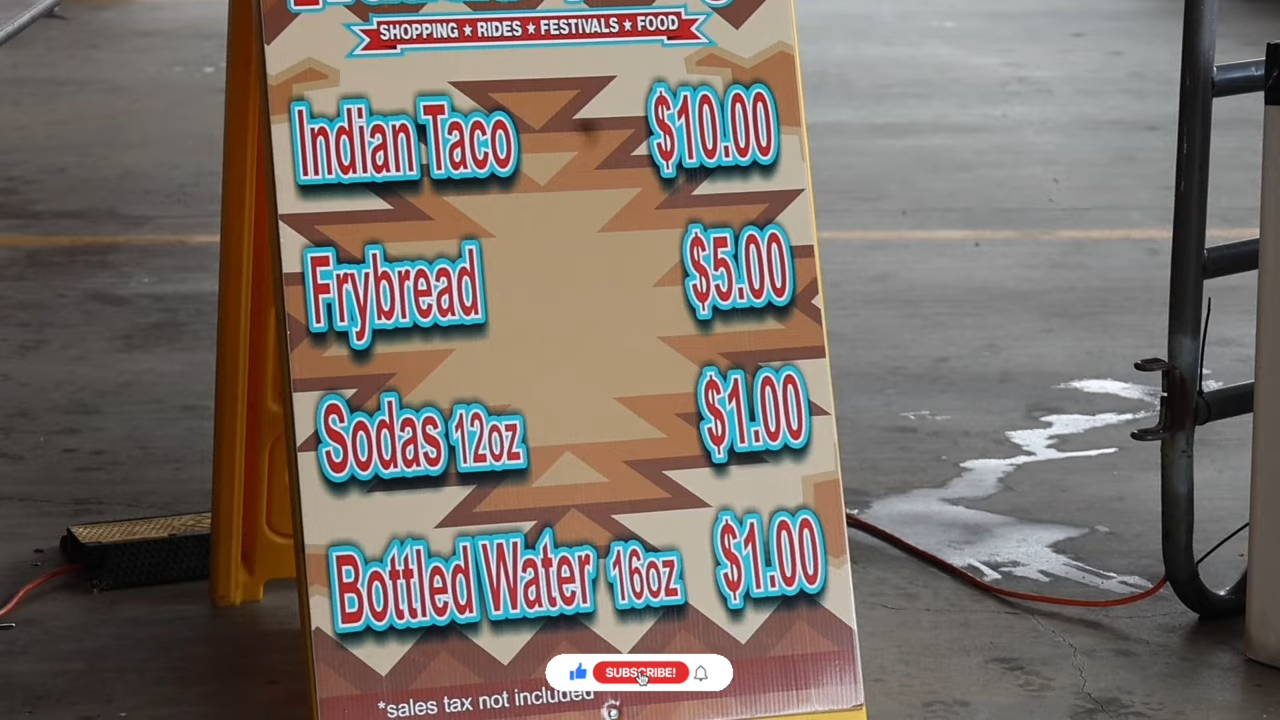 SHOPPING ★ RIDES ★ FESTIVALS ★ FOOD
Indian Taco $10.00
Frybread $5.00
Sodas 12oz $1.00
Bottled Water 16oz $1.00
SUBSCRIBE!
*sales tax not included